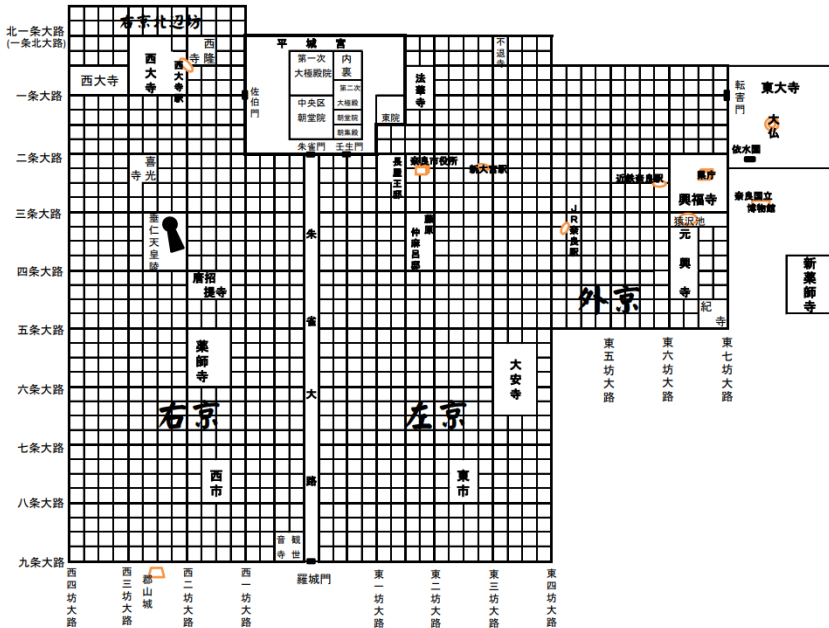 右京北辺坊
北一条大路
(一条北大路)
一条大路
二条大路
三条大路
四条大路
五条大路
六条大路
七条大路
八条大路
九条大路
西大寺
西大寺
西大寺駅
西隆寺
佐伯門
平城宮
第一次
大極殿院
内裏
第二次
大極殿
中央区
朝堂院
朝堂院
朝集殿
東院
朱雀門
壬生門
法華寺
不退寺
転害門
東大寺
大仏
依水園
県庁
近鉄奈良駅
興福寺
奈良国立
博物館
猿沢池
元興寺
新薬師寺
紀寺
外京
JR奈良駅
新大宮駅
奈良市役所
長屋王邸
藤原
仲麻呂邸
喜光寺
垂仁天皇陵
唐招
提寺
薬師寺
右京
左京
朱雀大路
大安寺
西市
東市
観世
音寺
羅城門
郡山城
西四坊大路
西三坊大路
西二坊大路
西一坊大路
東一坊大路
東二坊大路
東三坊大路
東四坊大路
東五坊大路
東六坊大路
東七坊大路